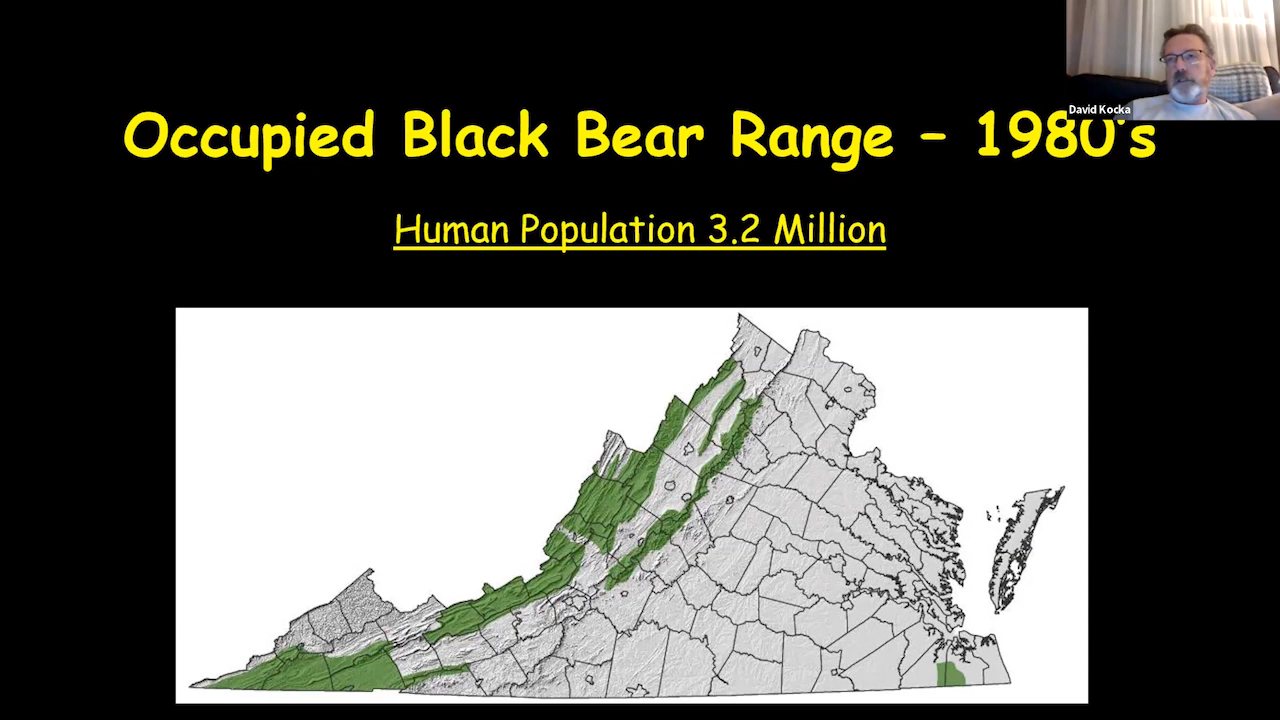 David Kocka
Occupied Black Bear Range – 1980's
Human Population 3.2 Million